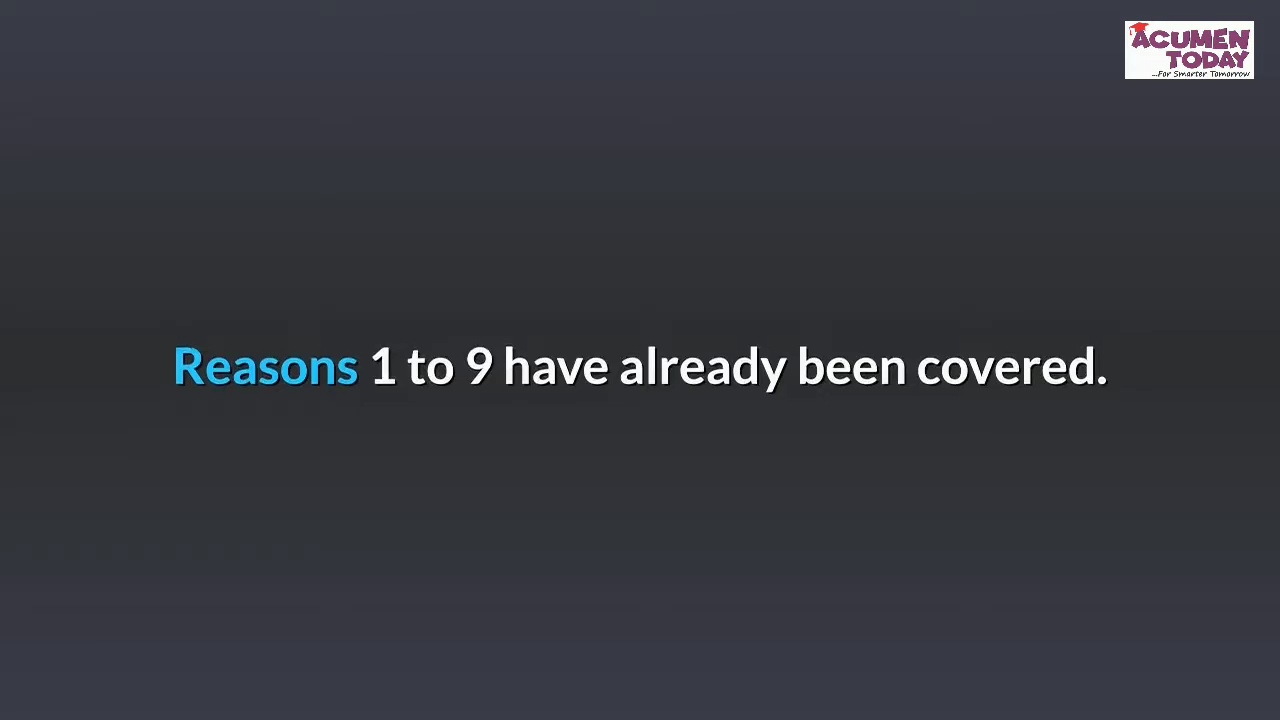 ACUMEN
TODAY
...For Smarter Tomorrow
Reasons 1 to 9 have already been covered.